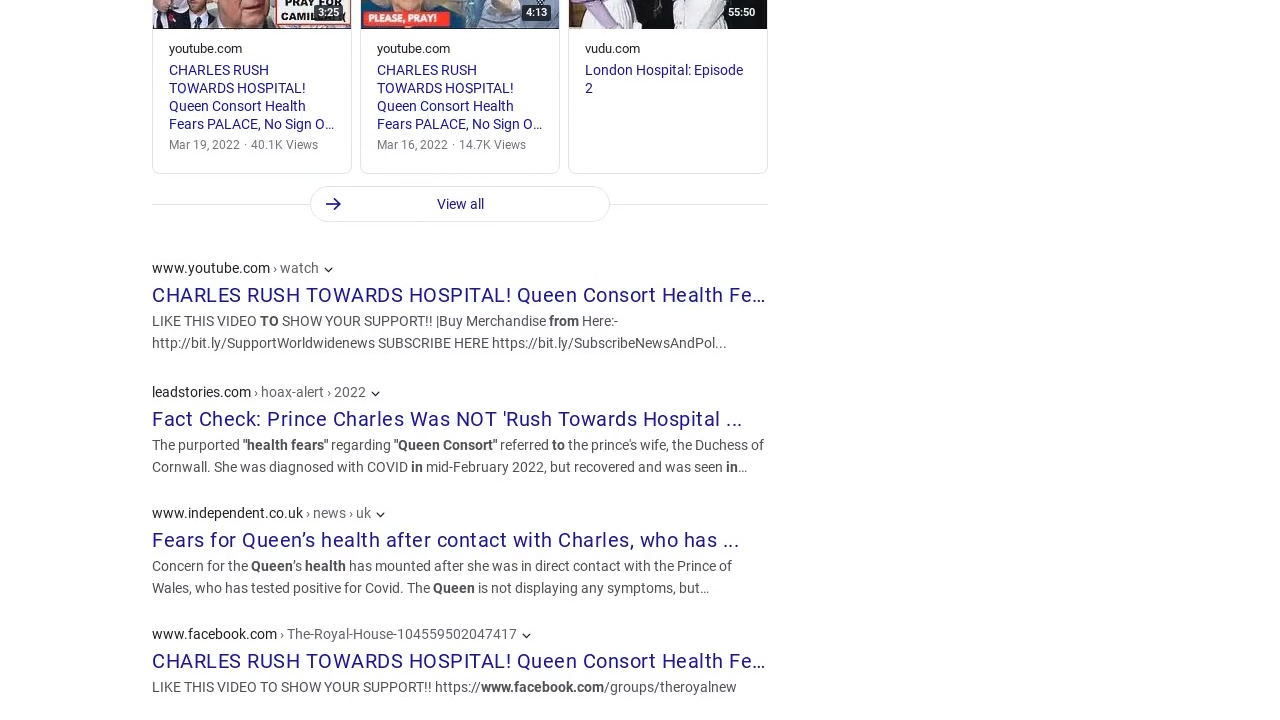 PRAY FOR
CAMIL
3:25
PLEASE, PRAY!
4:13
55:50
youtube.com
CHARLES RUSH
TOWARDS HOSPITAL!
Queen Consort Health
Fears PALACE, No Sign O...
Mar 19, 2022 · 40.1K Views
youtube.com
CHARLES RUSH
TOWARDS HOSPITAL!
Queen Consort Health
Fears PALACE, No Sign O...
Mar 16, 2022 · 14.7K Views
vudu.com
London Hospital: Episode
2
View all
www.youtube.com › watch
CHARLES RUSH TOWARDS HOSPITAL! Queen Consort Health Fe...
LIKE THIS VIDEO TO SHOW YOUR SUPPORT!! |Buy Merchandise from Here:-
http://bit.ly/SupportWorldwidenews SUBSCRIBE HERE https://bit.ly/SubscribeNewsAndPol...
leadstories.com › hoax-alert › 2022
Fact Check: Prince Charles Was NOT 'Rush Towards Hospital ...
The purported "health fears" regarding "Queen Consort" referred to the prince's wife, the Duchess of
Cornwall. She was diagnosed with COVID in mid-February 2022, but recovered and was seen in...
www.independent.co.uk › news › uk
Fears for Queen’s health after contact with Charles, who has ...
Concern for the Queen’s health has mounted after she was in direct contact with the Prince of
Wales, who has tested positive for Covid. The Queen is not displaying any symptoms, but...
www.facebook.com › The-Royal-House-104559502047417
CHARLES RUSH TOWARDS HOSPITAL! Queen Consort Health Fe...
LIKE THIS VIDEO TO SHOW YOUR SUPPORT!! https://www.facebook.com/groups/theroyalnew